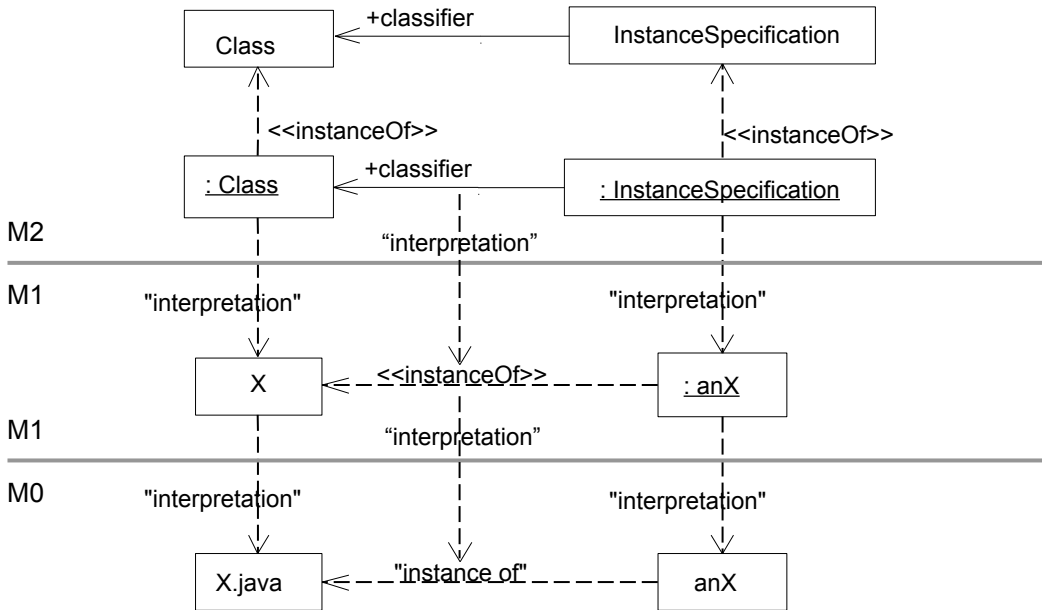 +classifier
Class
InstanceSpecification
<<instanceOf>>
<<instanceOf>>
+classifier
: Class
: InstanceSpecification
M2
“interpretation”
M1
"interpretation"
"interpretation"
X
<<instanceOf>>
: anX
M1
“interpretation”
M0
"interpretation"
"interpretation"
X.java
"instance of"
anX